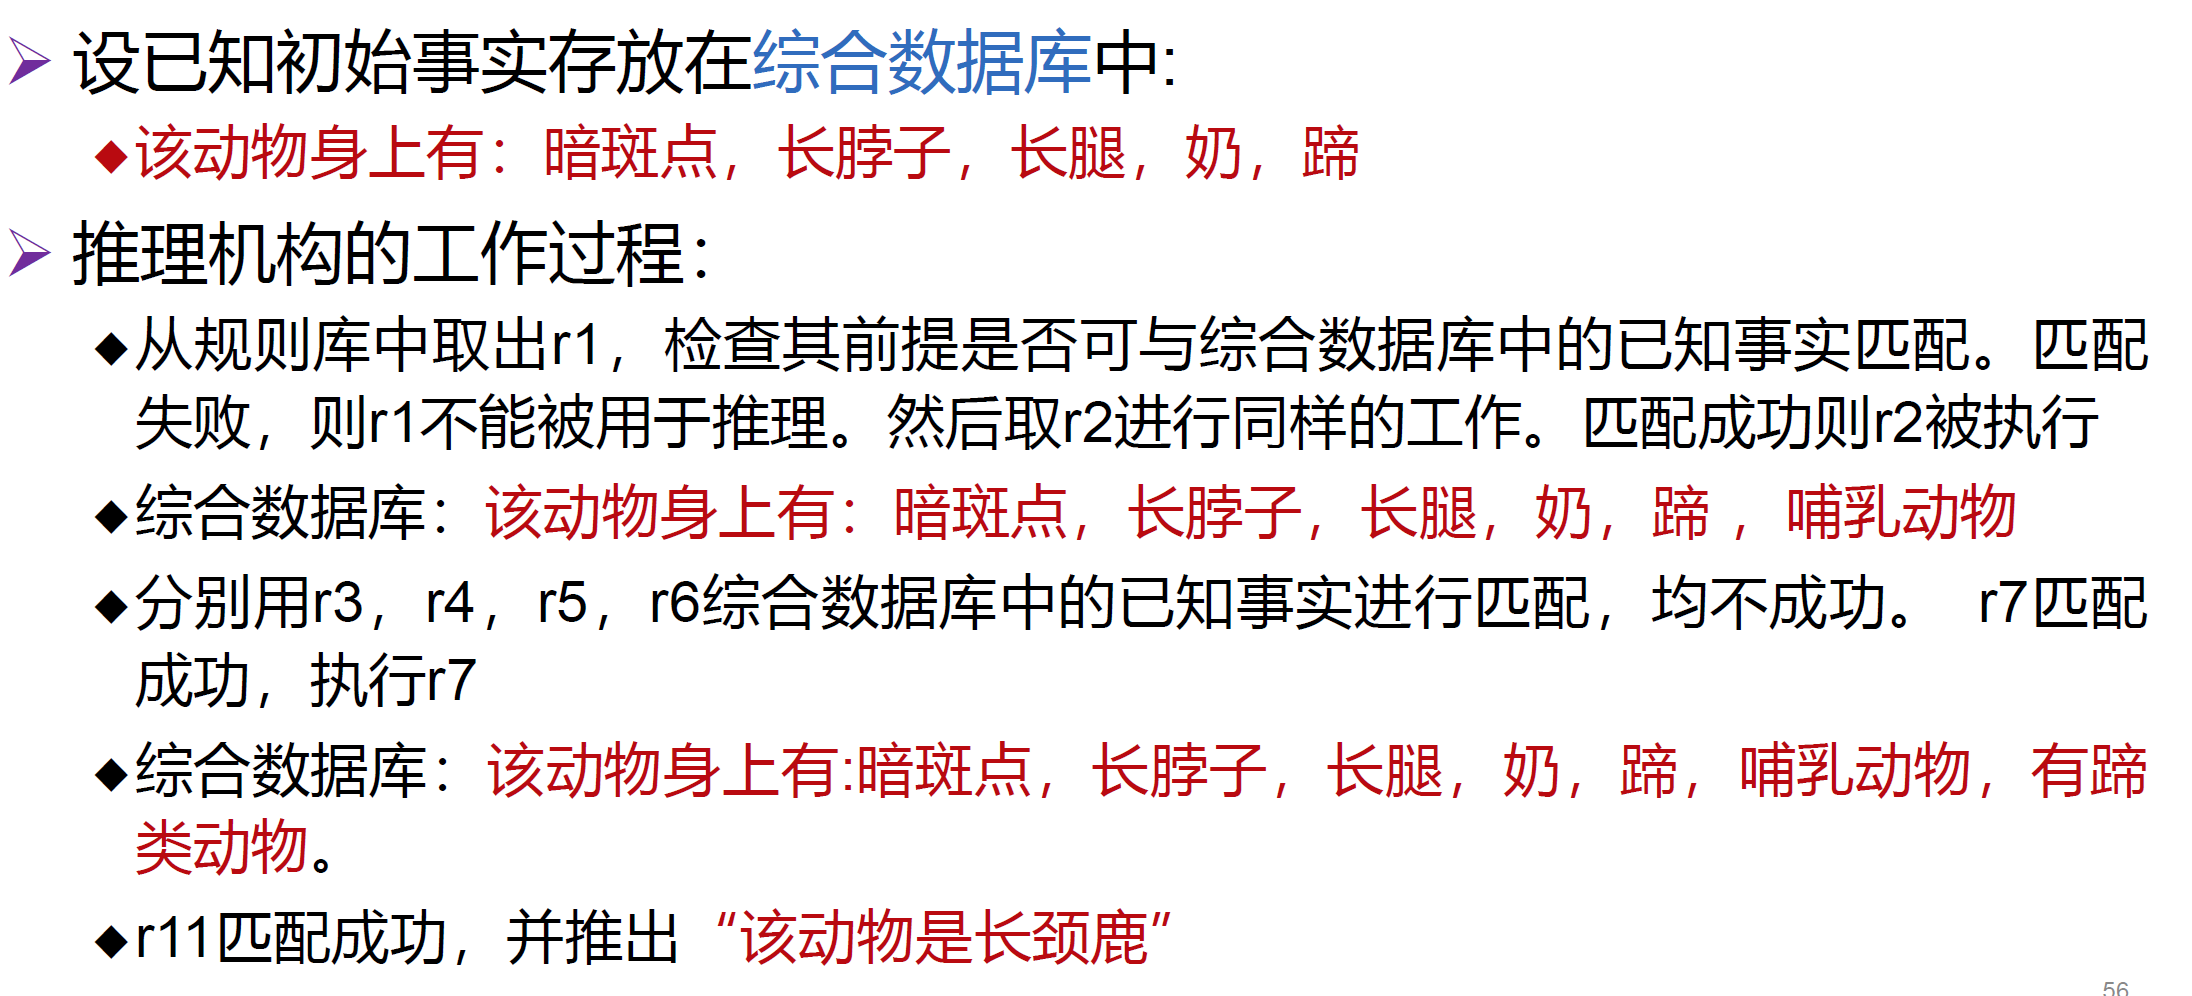 设已知初始事实存放在综合数据库中:
该动物身上有：暗斑点，长脖子，长腿，奶，蹄
推理机构的工作过程：
从规则库中取出r1，检查其前提是否可与综合数据库中的已知事实匹配。匹配
失败，则r1不能被用于推理。然后取r2进行同样的工作。匹配成功则r2被执行
综合数据库：该动物身上有：暗斑点，长脖子，长腿，奶，蹄 ，哺乳动物
分别用r3，r4，r5，r6综合数据库中的已知事实进行匹配，均不成功。 r7匹配
成功，执行r7
综合数据库：该动物身上有:暗斑点，长脖子，长腿，奶，蹄，哺乳动物，有蹄
类动物。
r11匹配成功，并推出“该动物是长颈鹿”
56